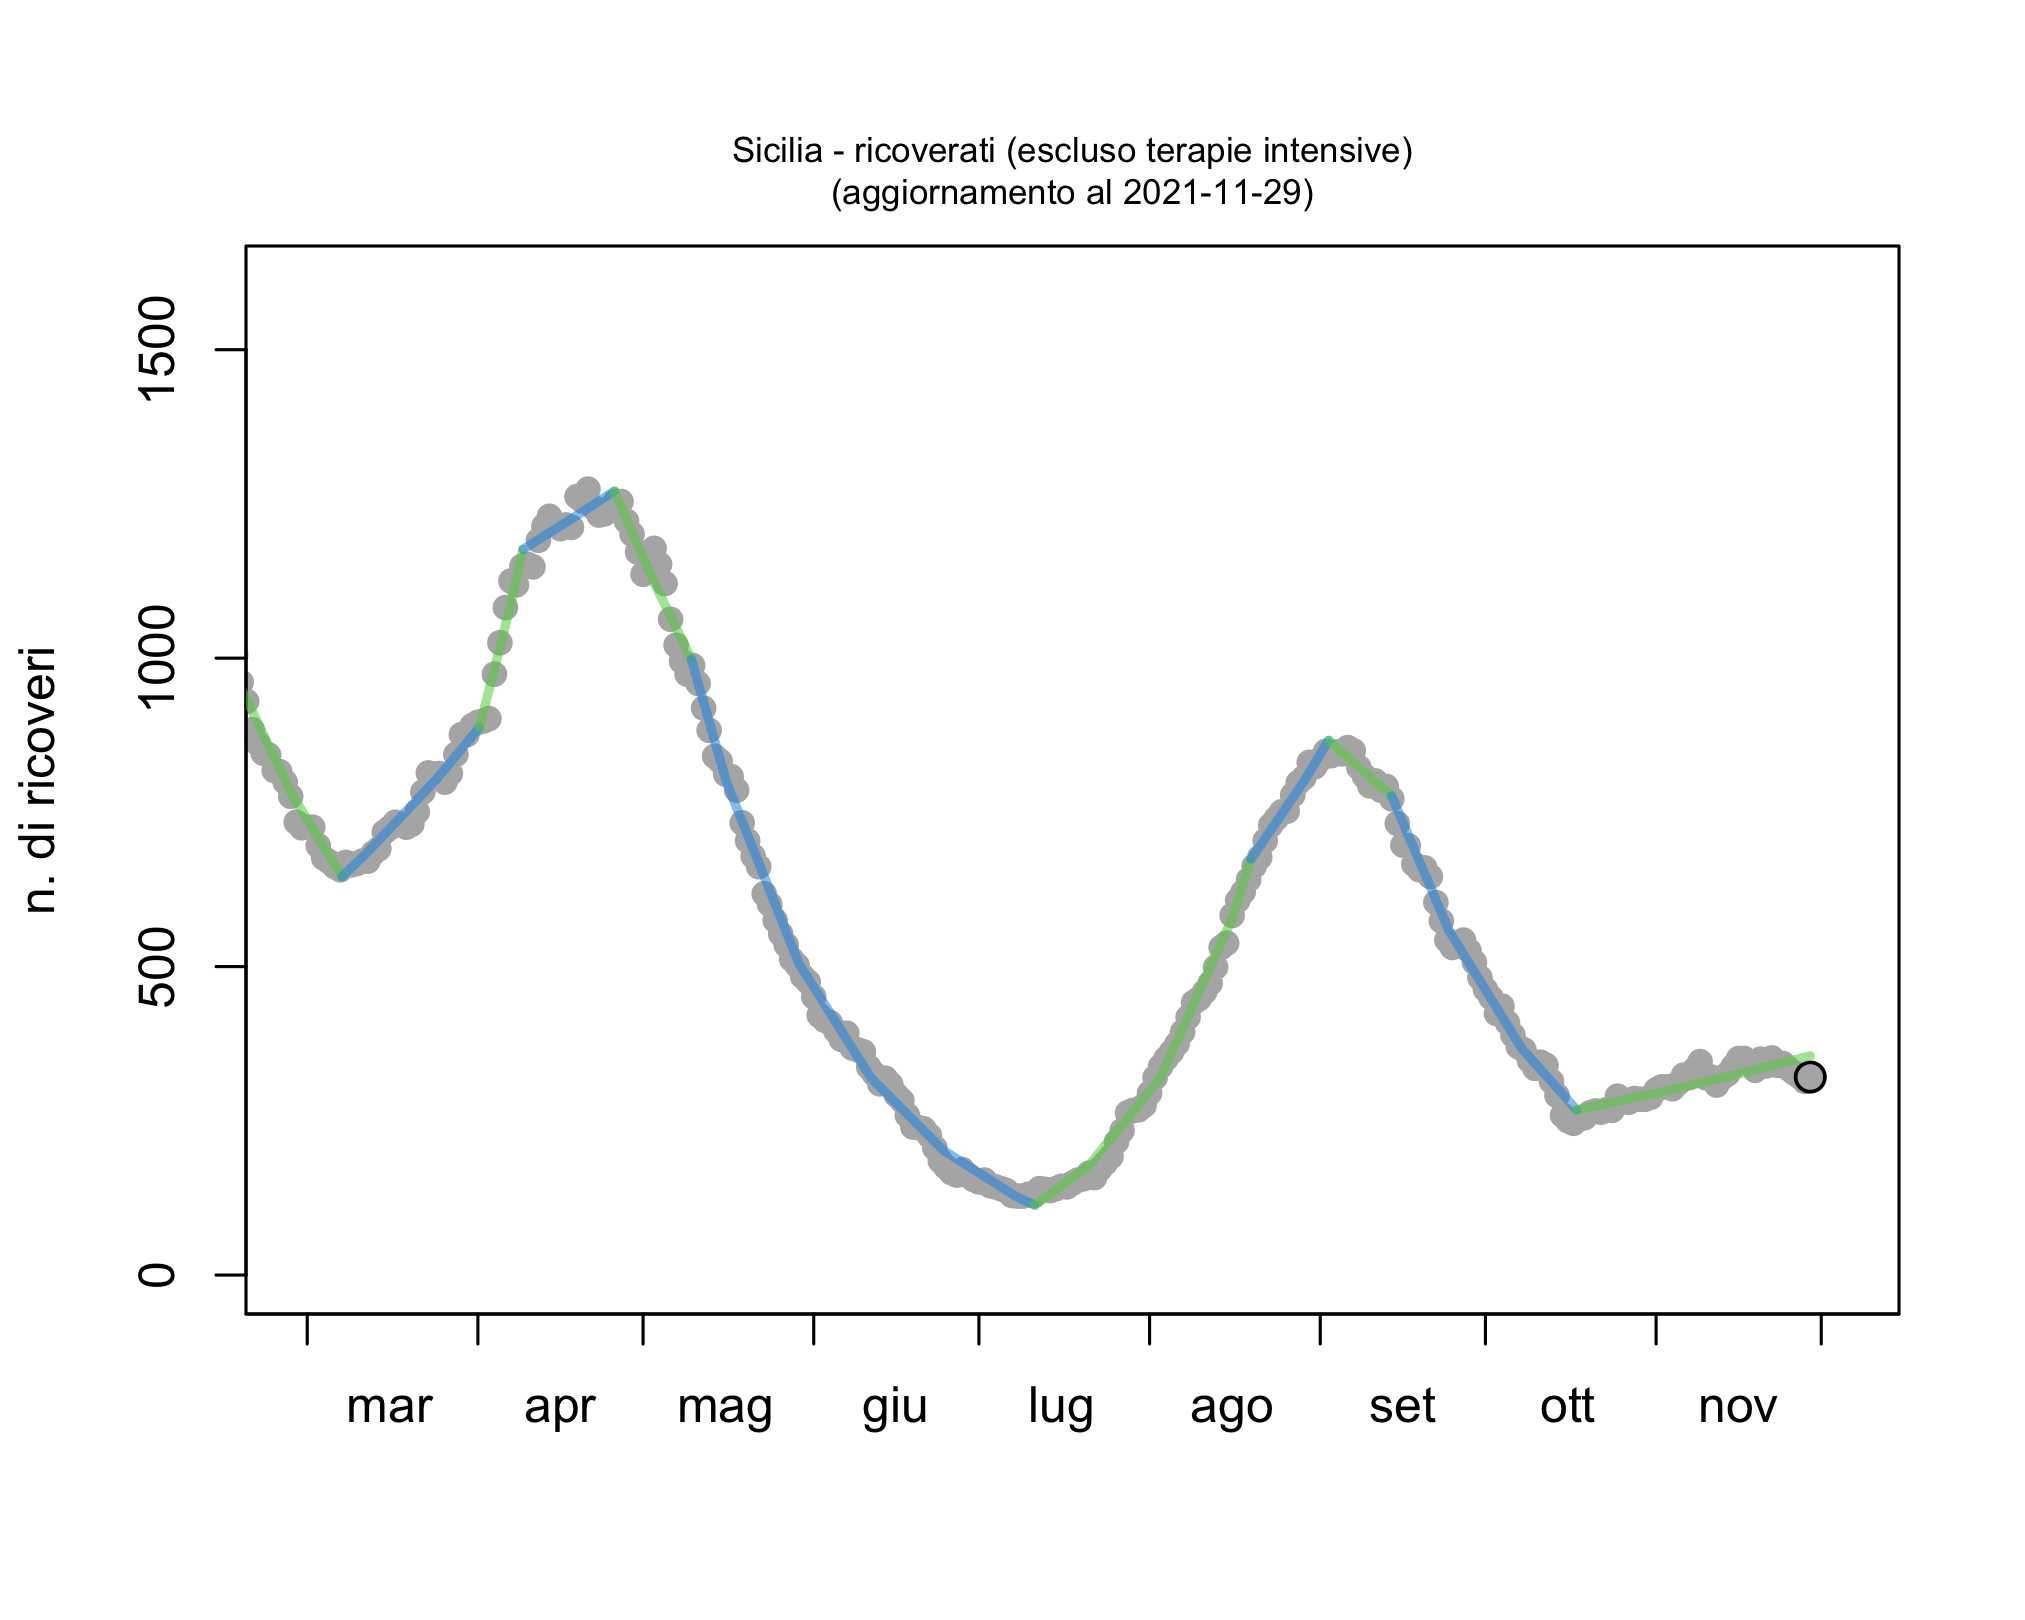 Sicilia - ricoverati (escluso terapie intensive)
(aggiornamento al 2021-11-29)
n. di ricoveri
1500
1000
500
0
mar apr mag giu lug ago set ott nov